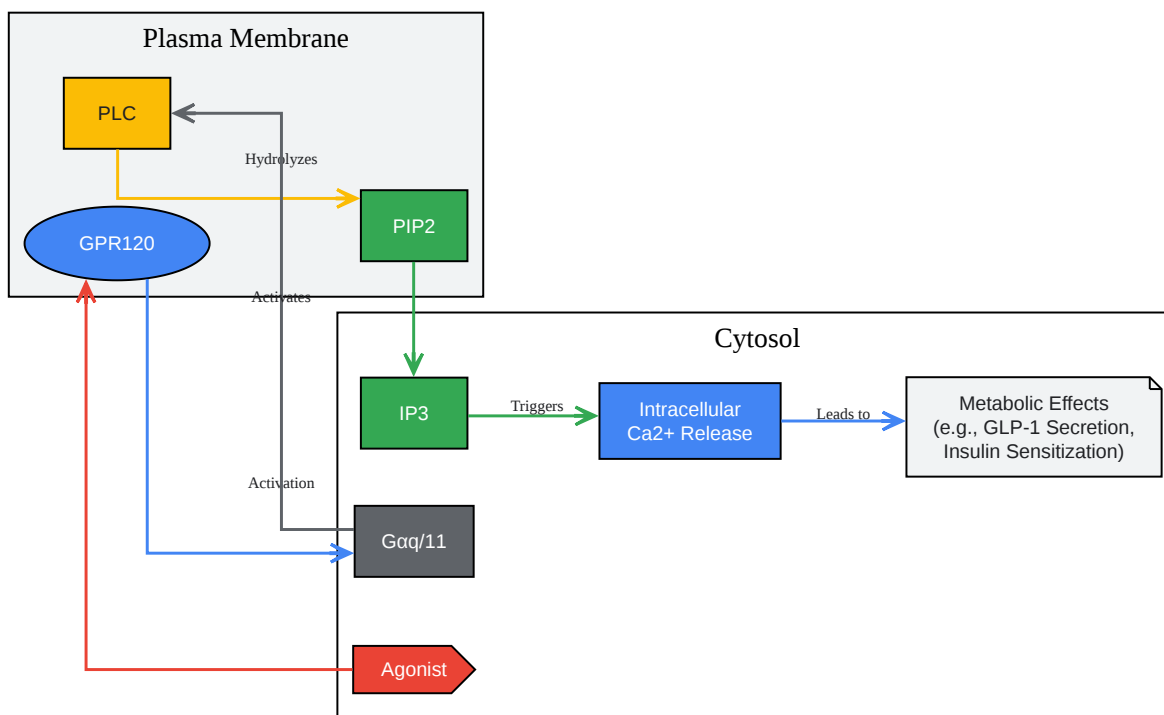 Plasma Membrane
PLC
Hydrolyzes
PIP2
GPR120
Activates
Cytosol
IP3
Triggers
Intracellular
Ca2+ Release
Leads to
Metabolic Effects
(e.g., GLP-1 Secretion,
Insulin Sensitization)
Activation
Gαq/11
Agonist